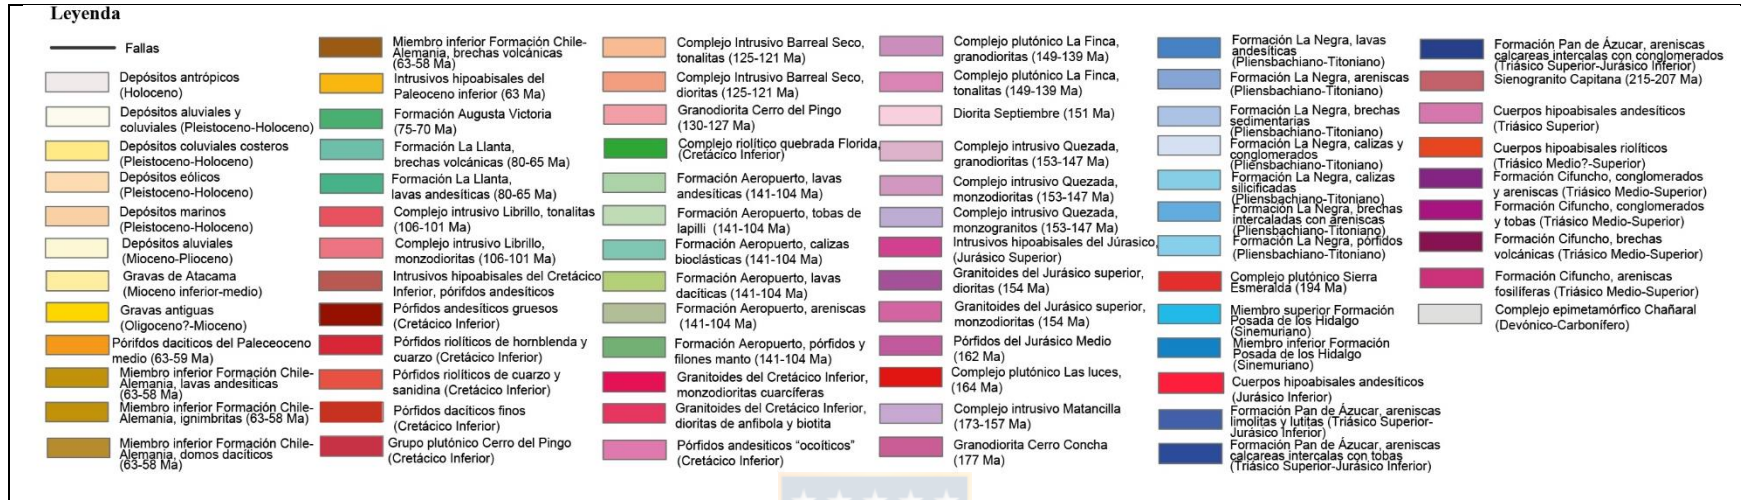 Leyenda
Fallas
Depósitos antrópicos
(Holoceno)
Depósitos aluviales y
coluviales (Pleistoceno-Holoceno)
Depósitos coluviales costeros
(Pleistoceno-Holoceno)
Depósitos eólicos
(Pleistoceno-Holoceno)
Depósitos marinos
(Pleistoceno-Holoceno)
Depósitos aluviales
(Mioceno-Plioceno)
Gravas de Atacama
(Mioceno inferior-medio)
Gravas antiguas
(Oligoceno?-Mioceno)
Pórifdos daciticos del Paleceoceno
medio (63-59 Ma)
Miembro inferior Formación Chile-
Alemania, lavas andesiticas
(63-58 Ma)
Miembro inferior Formación Chile-
Alemania, ignimbritas (63-58 Ma)
Miembro inferior Formación Chile-
Alemania, domos dacíticos
(63-58 Ma)
Miembro inferior Formación Chile-
Alemania, brechas volcánicas
(63-58 Ma)
Intrusivos hipoabisales del
Paleoceno inferior (63 Ma)
Formación Augusta Victoria
(75-70 Ma)
Formación La Llanta,
brechas volcánicas (80-65 Ma)
Formación La Llanta,
lavas andesíticas (80-65 Ma)
Complejo intrusivo Librillo, tonalitas
(106-101 Ma)
Complejo intrusivo Librillo,
monzodioritas (106-101 Ma)
Intrusivos hipoabisales del Cretácico
Inferior, pórifdos andesíticos
Pórfidos andesíticos gruesos
(Cretácico Inferior)
Pórfidos riolíticos de hornblenda y
cuarzo (Cretácico Inferior)
Pórfidos riolíticos de cuarzo y
sanidina (Cretácico Inferior)
Pórfidos dacíticos finos
(Cretácico Inferior)
Grupo plutónico Cerro del Pingo
(Cretácico Inferior)
Complejo Intrusivo Barreal Seco,
tonalitas (125-121 Ma)
Complejo Intrusivo Barreal Seco,
dioritas (125-121 Ma)
Granodiorita Cerro del Pingo
(130-127 Ma)
Complejo riolítico quebrada Florida,
(Cretácico Inferior)
Formación Aeropuerto, lavas
andesíticas (141-104 Ma)
Formación Aeropuerto, tobas de
lapilli (141-104 Ma)
Formación Aeropuerto, calizas
bioclásticas (141-104 Ma)
Formación Aeropuerto, lavas
dacíticas (141-104 Ma)
Formación Aeropuerto, areniscas
(141-104 Ma)
Formación Aeropuerto, pórfidos y
filones manto (141-104 Ma)
Granitoides del Cretácico Inferior,
monzodioritas cuarcíferas
Granitoides del Cretácico Inferior,
dioritas de anfibola y biotita
Pórfidos andesiticos “ocoíticos”
(Cretácico Inferior)
Complejo plutónico La Finca,
granodioritas (149-139 Ma)
Complejo plutónico La Finca,
tonalitas (149-139 Ma)
Diorita Septiembre (151 Ma)
Complejo intrusivo Quezada,
granodioritas (153-147 Ma)
Complejo intrusivo Quezada,
monzodioritas (153-147 Ma)
Complejo intrusivo Quezada,
monzogranitos (153-147 Ma)
Intrusivos hipoabisales del Júrasico,
(Jurásico Superior)
Granitoides del Jurásico superior,
dioritas (154 Ma)
Granitoides del Jurásico superior,
monzodioritas (154 Ma)
Pórfidos del Jurásico Medio
(162 Ma)
Complejo plutónico Las luces,
(164 Ma)
Complejo intrusivo Matancilla
(173-157 Ma)
Granodiorita Cerro Concha
(177 Ma)
Formación La Negra, lavas
andesíticas
(Pliensbachiano-Titoniano)
Formación La Negra, areniscas
(Pliensbachiano-Titoniano)
Formación La Negra, brechas
sedimentarias
(Pliensbachiano-Titoniano)
Formación La Negra, calizas y
conglomerados
(Pliensbachiano-Titoniano)
Formación La Negra, calizas
silicificadas
(Pliensbachiano-Titoniano)
Formación La Negra, brechas
intercaladas con areniscas
(Pliensbachiano-Titoniano)
Formación La Negra, pórfidos
(Pliensbachiano-Titoniano)
Complejo plutónico Sierra
Esmeralda (194 Ma)
Miembro superior Formación
Posada de los Hidalgo
(Sinemuriano)
Miembro inferior Formación
Posada de los Hidalgo
(Sinemuriano)
Cuerpos hipoabisales andesíticos
(Jurásico Inferior)
Formación Pan de Ázucar, areniscas
limolitas y lutitas (Triásico Superior-
Jurásico Inferior)
Formación Pan de Ázucar, areniscas
calcareas intercalas con tobas
(Triásico Superior-Jurásico Inferior)
Formación Pan de Ázucar, areniscas
calcareas intercalas con conglomerados
(Triásico Superior-Jurásico Inferior)
Sienogranito Capitana (215-207 Ma)
Cuerpos hipoabisales andesíticos
(Triásico Superior)
Cuerpos hipoabisales riolíticos
(Triásico Medio?-Superior)
Formación Cifuncho, conglomerados
y areniscas (Triásico Medio-Superior)
Formación Cifuncho, conglomerados
y tobas (Triásico Medio-Superior)
Formación Cifuncho, brechas
volcánicas (Triásico Medio-Superior)
Formación Cifuncho, areniscas
fosilíferas (Triásico Medio-Superior)
Complejo epimetamórfico Chañaral
(Devónico-Carbonífero)